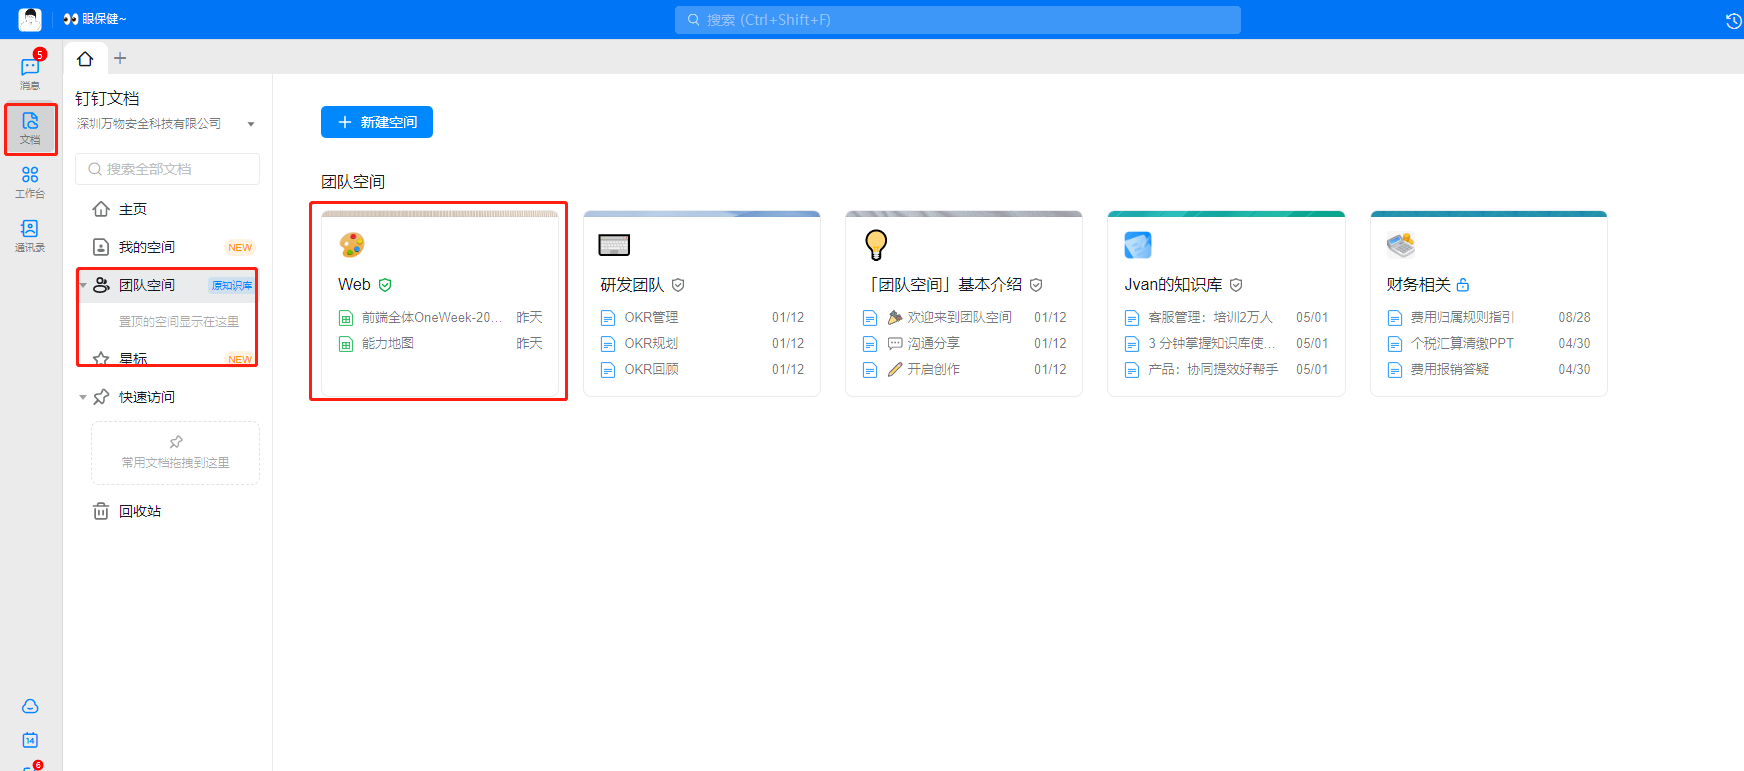 眼保健~
搜索 (Ctrl+Shift+F)
5
消息
文档
工作台
通讯录
14
6
钉钉文档
深圳万物安全科技有限公司
搜索全部文档
主页
我的空间 NEW
团队空间 原知识库
置顶的空间显示在这里
星标 NEW
快速访问
常用文档拖拽到这里
回收站
+ 新建空间
团队空间
Web
前端全体OneWeek-20... 昨天
能力地图 昨天
研发团队
OKR管理 01/12
OKR规划 01/12
OKR回顾 01/12
「团队空间」基本介绍
欢迎来到团队空间 01/12
沟通分享 01/12
开启创作 01/12
Jvan的知识库
客服管理：培训2万人 05/01
3 分钟掌握知识库使... 05/01
产品：协同提效好帮手 05/01
财务相关
费用归属规则指引 08/28
个税汇算清缴PPT 04/30
费用报销答疑 04/30